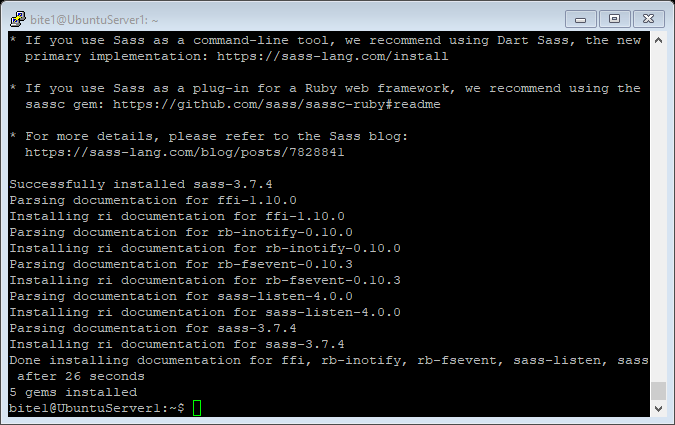 bite1@UbuntuServer1: ~
* If you use Sass as a command-line tool, we recommend using Dart Sass, the new
primary implementation: https://sass-lang.com/install
* If you use Sass as a plug-in for a Ruby web framework, we recommend using the
sassc gem: https://github.com/sass/sassc-ruby#readme
* For more details, please refer to the Sass blog:
https://sass-lang.com/blog/posts/7828841
Successfully installed sass-3.7.4
Parsing documentation for ffi-1.10.0
Installing ri documentation for ffi-1.10.0
Parsing documentation for rb-inotify-0.10.0
Installing ri documentation for rb-inotify-0.10.0
Parsing documentation for rb-fsevent-0.10.3
Installing ri documentation for rb-fsevent-0.10.3
Parsing documentation for sass-listen-4.0.0
Installing ri documentation for sass-listen-4.0.0
Parsing documentation for sass-3.7.4
Installing ri documentation for sass-3.7.4
Done installing documentation for ffi, rb-inotify, rb-fsevent, sass-listen, sass
after 26 seconds
5 gems installed
bite1@UbuntuServer1:~$